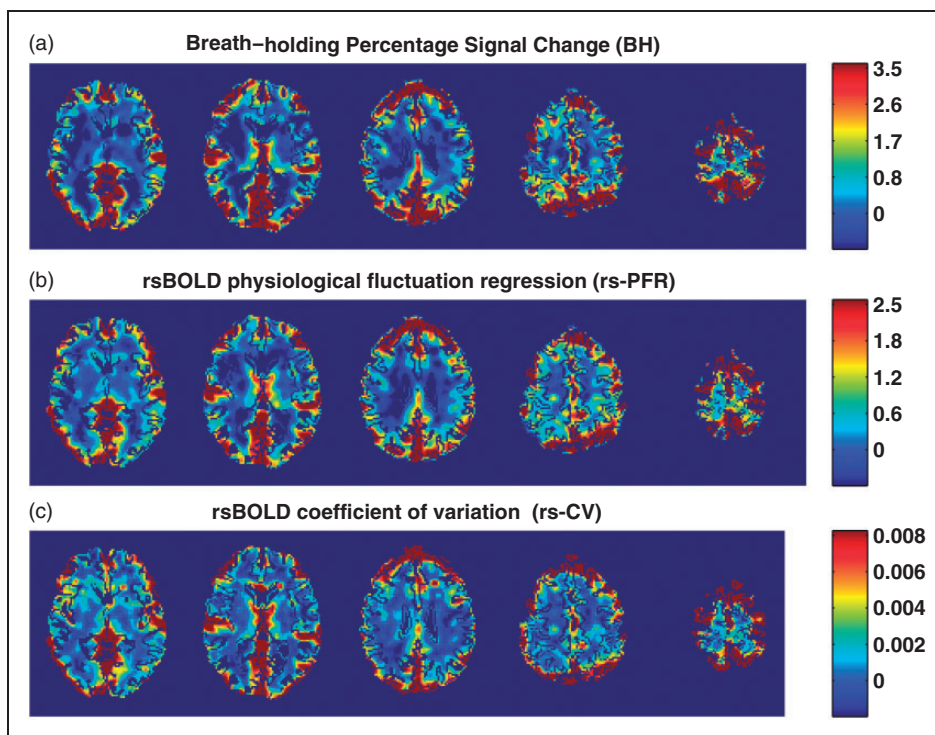 (a)
Breath–holding Percentage Signal Change (BH)
3.5
2.6
1.7
0.8
0
(b)
rsBOLD physiological fluctuation regression (rs-PFR)
2.5
1.8
1.2
0.6
0
(c)
rsBOLD coefficient of variation (rs-CV)
0.008
0.006
0.004
0.002
0